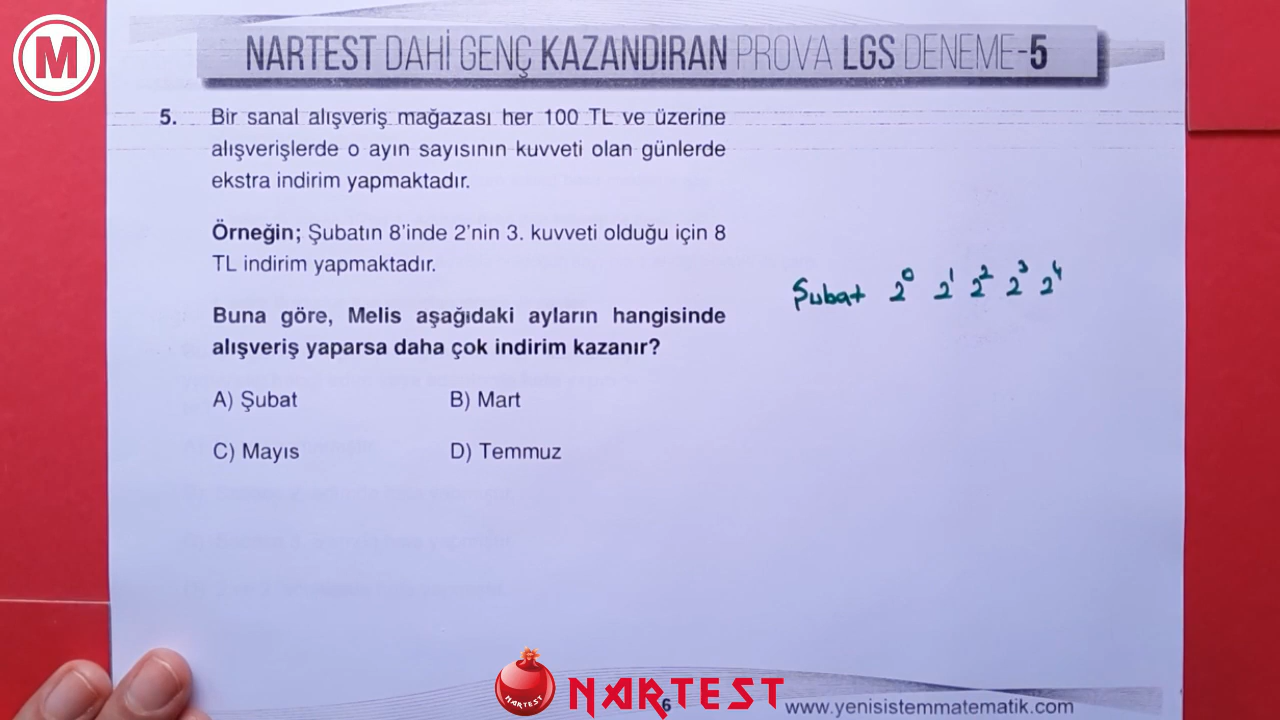 M
NARTEST DAHİ GENÇ KAZANDIRAN PROVA LGS DENEME-5
5. Bir sanal alışveriş mağazası her 100 TL ve üzerine
alışverişlerde o ayın sayısının kuvveti olan günlerde
ekstra indirim yapmaktadır.
Örneğin; Şubatın 8'inde 2'nin 3. kuvveti olduğu için 8
TL indirim yapmaktadır.
Şubat 2⁰ 2¹ 2² 2³ 2⁴
Buna göre, Melis aşağıdaki ayların hangisinde
alışveriş yaparsa daha çok indirim kazanır?
A) Şubat B) Mart
C) Mayıs D) Temmuz
NARTEST
NARTEST
6 www.yenisistemmatematik.com